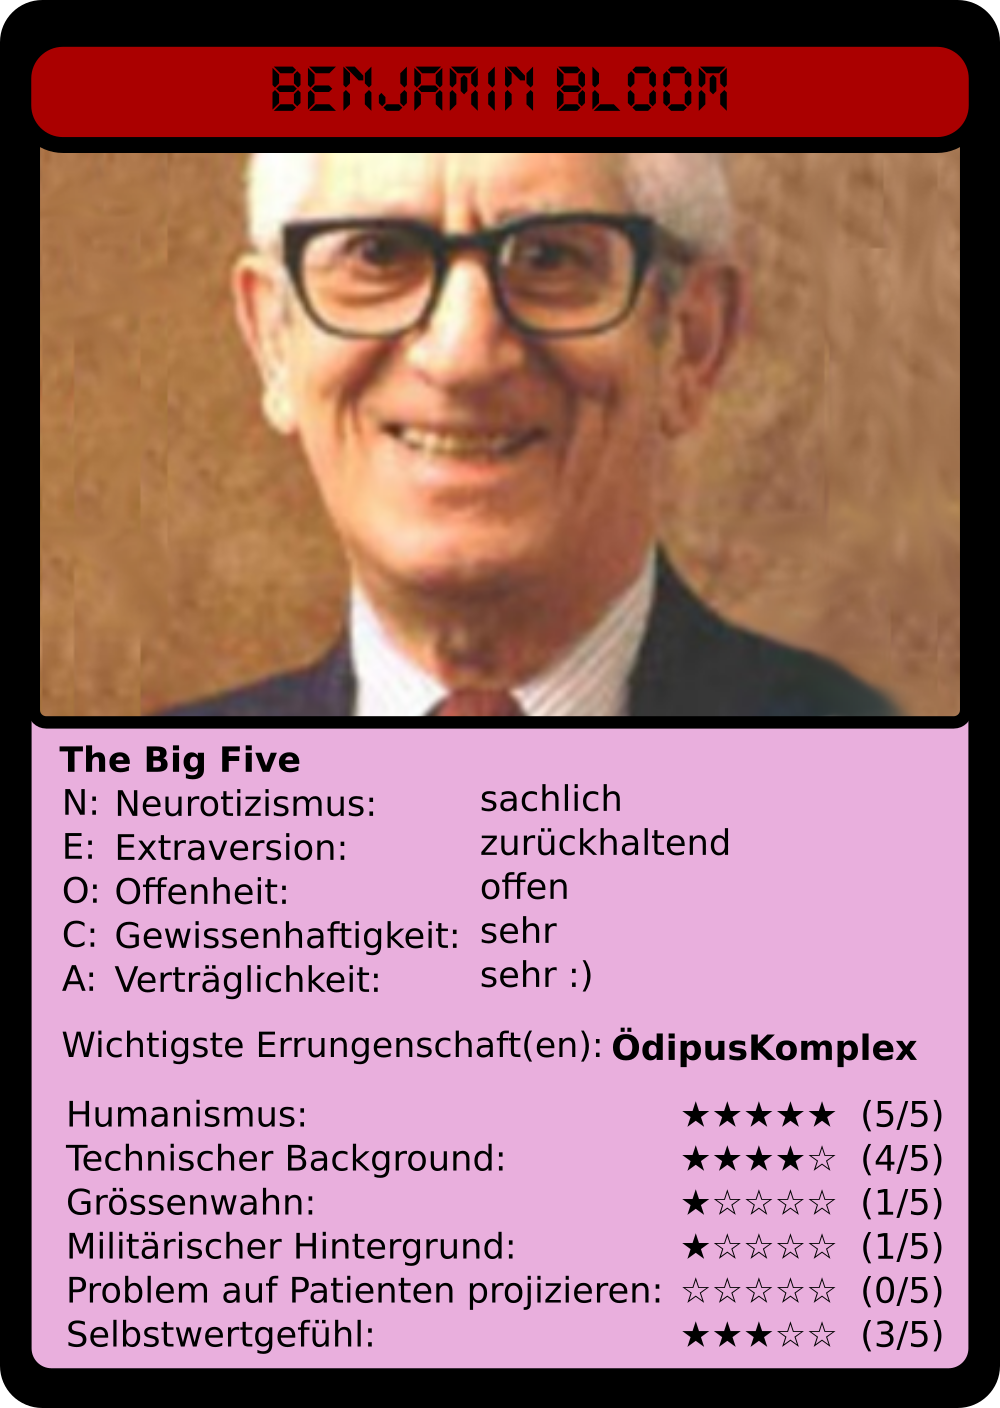 BENJAMIN BLOOM
The Big Five
N: Neurotizismus: sachlich
E: Extraversion: zurückhaltend
O: Offenheit: offen
C: Gewissenhaftigkeit: sehr
A: Verträglichkeit: sehr :)
Wichtigste Errungenschaft(en): ÖdipusKomplex
Humanismus: ★★★★★ (5/5)
Technischer Background: ★★★★☆ (4/5)
Grössenwahn: ★☆☆☆☆ (1/5)
Militärischer Hintergrund: ★☆☆☆☆ (1/5)
Problem auf Patienten projizieren: ☆☆☆☆☆ (0/5)
Selbstwertgefühl: ★★★☆☆ (3/5)